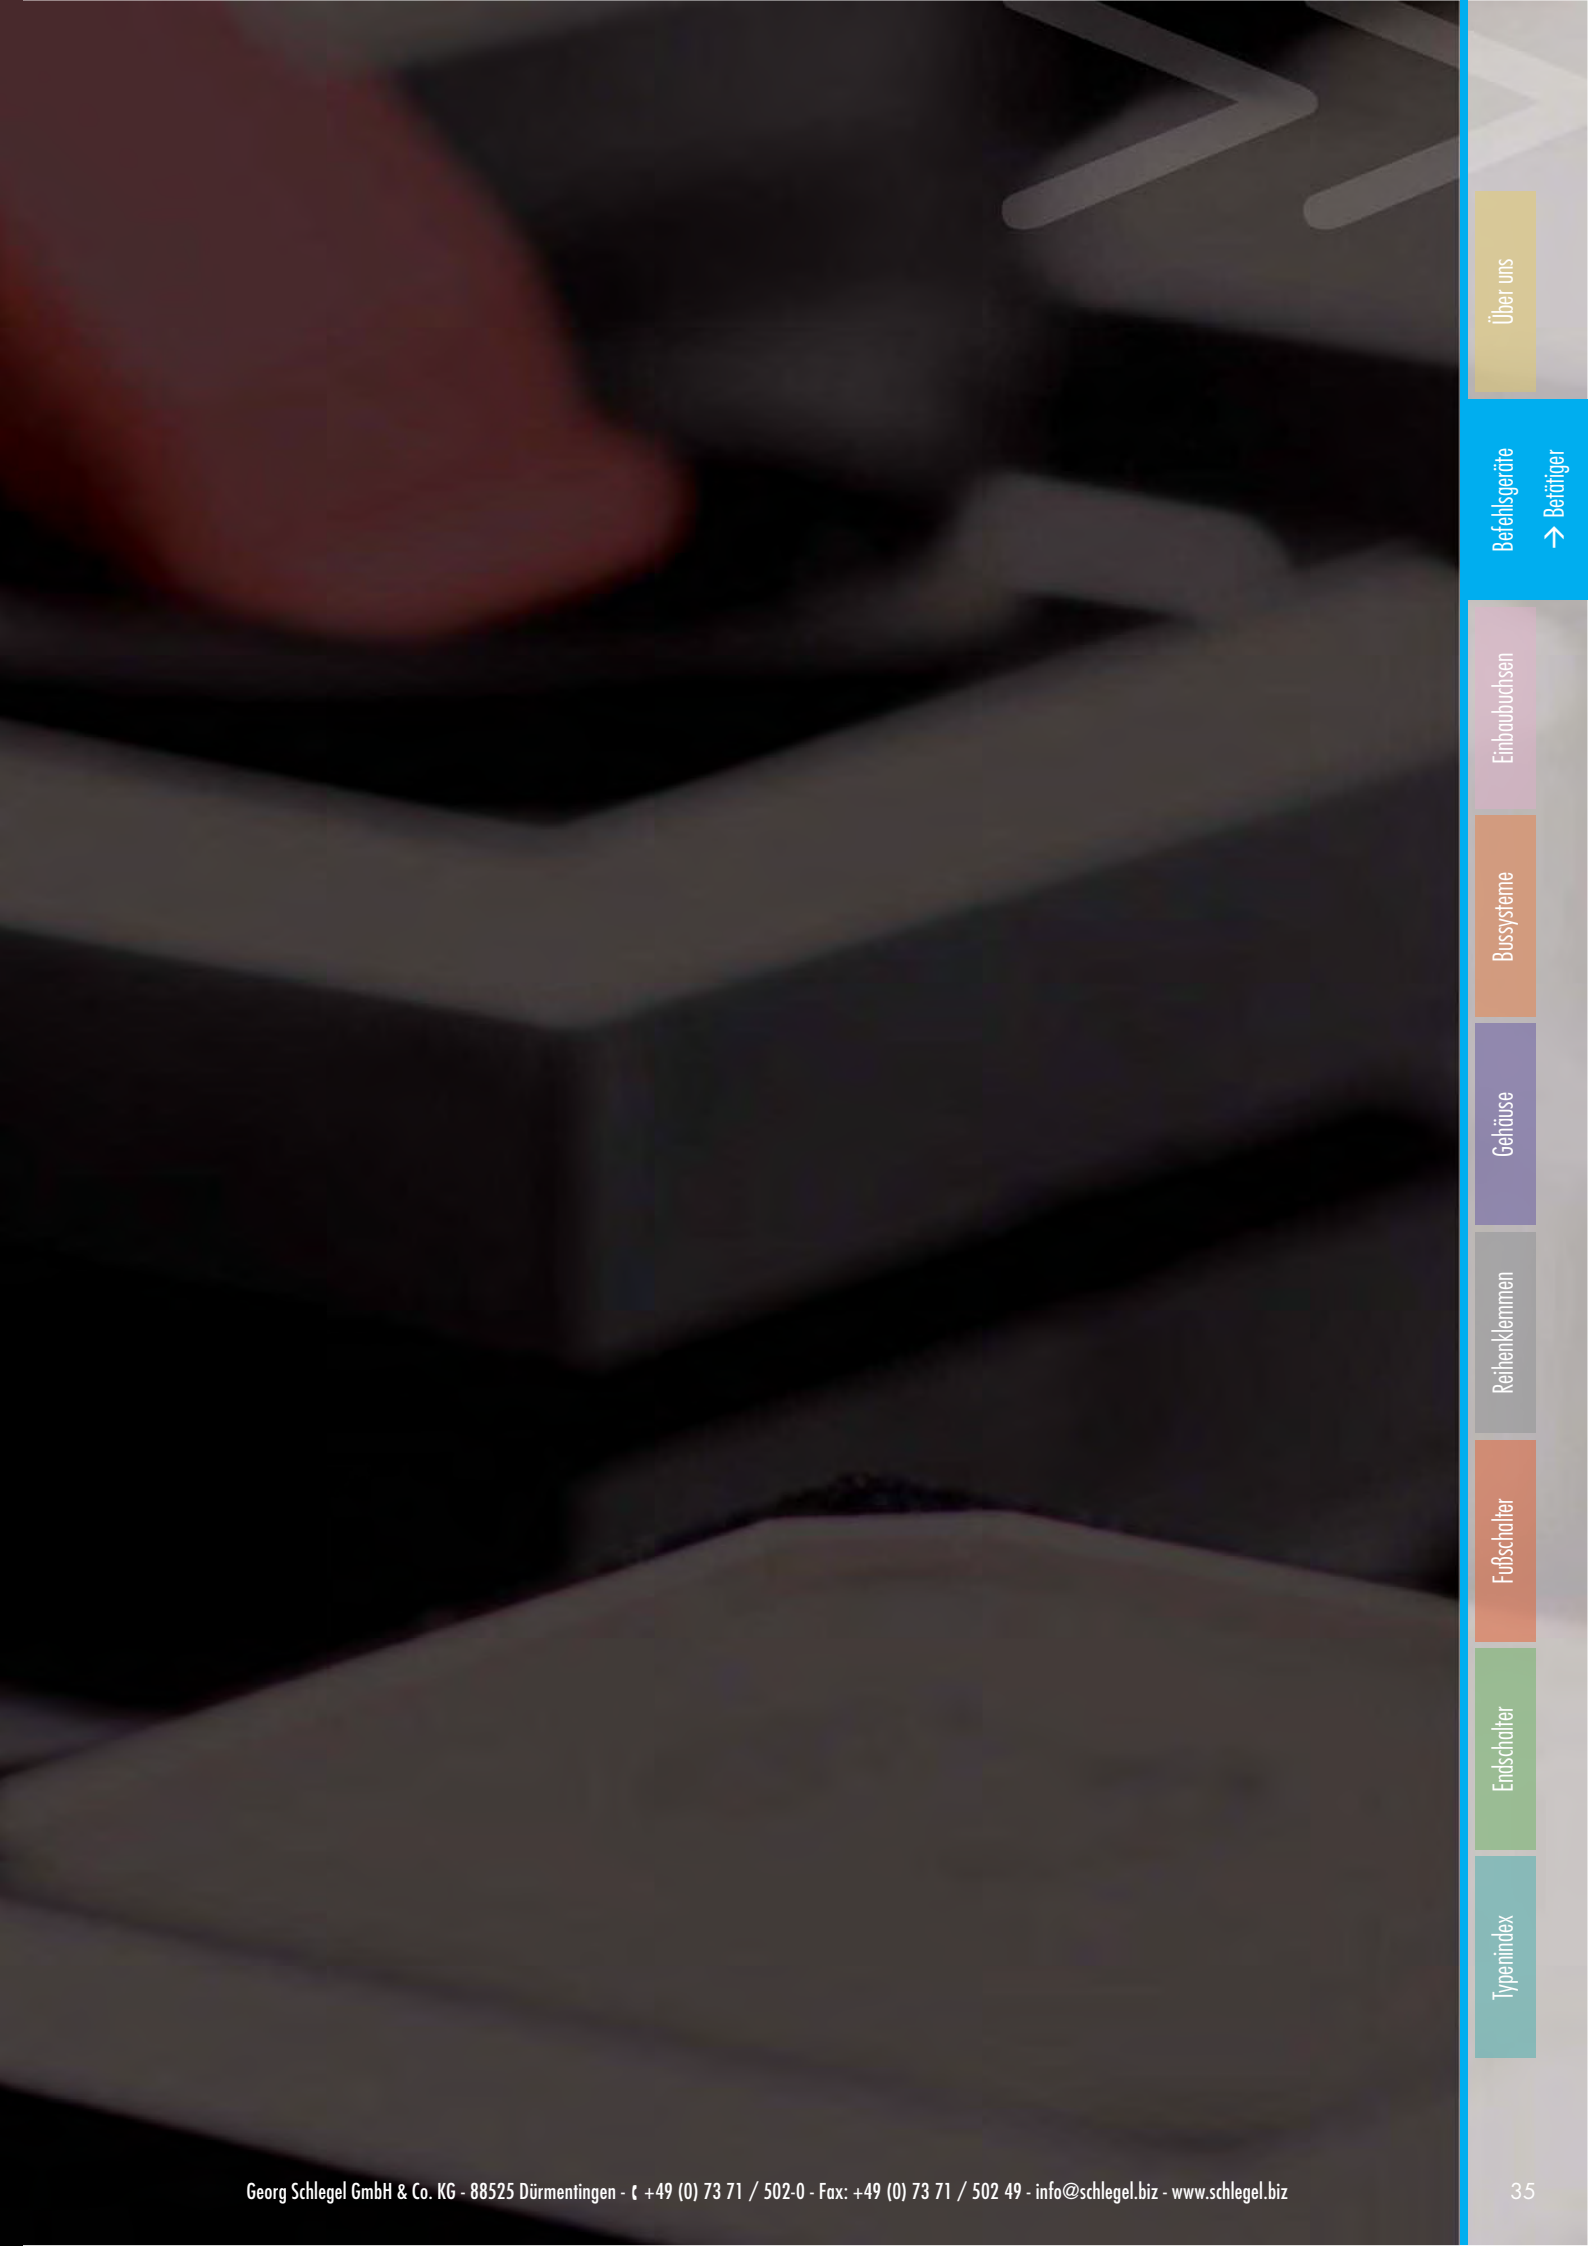 Über uns
Befehlsgeräte
→ Betätiger
Einbaubuchsen
Bussysteme
Gehäuse
Reihenklemmen
Fußschalter
Endschalter
Typenindex
Georg Schlegel GmbH & Co. KG - 88525 Dürmentingen - ✆ +49 (0) 73 71 / 502-0 - Fax: +49 (0) 73 71 / 502 49 - info@schlegel.biz - www.schlegel.biz
35